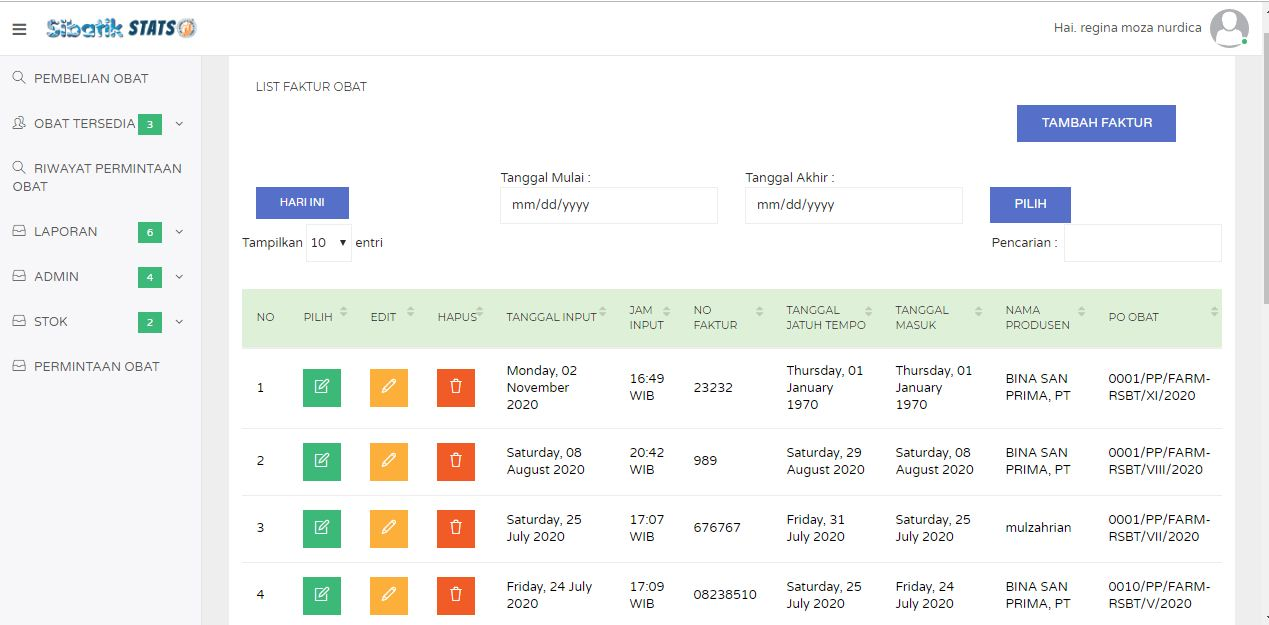 Sibatik STATS
Hai. regina moza nurdica
PEMBELIAN OBAT
OBAT TERSEDIA 3
RIWAYAT PERMINTAAN
OBAT
LAPORAN 6
ADMIN 4
STOK 2
PERMINTAAN OBAT
LIST FAKTUR OBAT
TAMBAH FAKTUR
HARI INI
Tanggal Mulai :
mm/dd/yyyy
Tanggal Akhir :
mm/dd/yyyy
PILIH
Tampilkan 10 entri
Pencarian :
NO PILIH EDIT HAPUS TANGGAL INPUT JAM INPUT NO FAKTUR TANGGAL JATUH TEMPO TANGGAL MASUK NAMA PRODUSEN PO OBAT
1 Monday, 02 November 2020 16:49 WIB 23232 Thursday, 01 January 1970 Thursday, 01 January 1970 BINA SAN PRIMA, PT 0001/PP/FARM-RSBT/XI/2020
2 Saturday, 08 August 2020 20:42 WIB 989 Saturday, 29 August 2020 Saturday, 08 August 2020 BINA SAN PRIMA, PT 0001/PP/FARM-RSBT/VIII/2020
3 Saturday, 25 July 2020 17:07 WIB 676767 Friday, 31 July 2020 Saturday, 25 July 2020 mulzahrian 0001/PP/FARM-RSBT/VII/2020
4 Friday, 24 July 2020 17:09 WIB 08238510 Saturday, 25 July 2020 Friday, 24 July 2020 BINA SAN PRIMA, PT 0010/PP/FARM-RSBT/V/2020